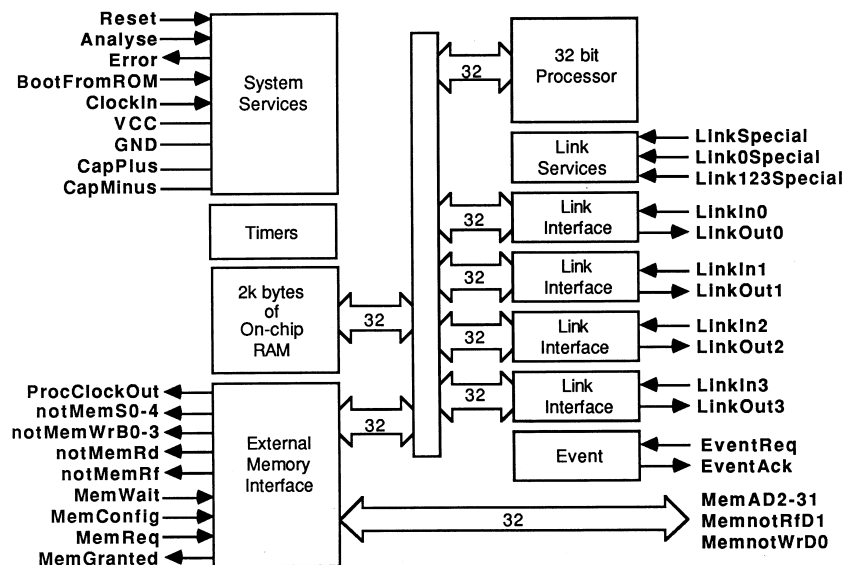 Reset
Analyse
Error
BootFromROM
ClockIn
VCC
GND
CapPlus
CapMinus
System
Services
Timers
2k bytes
of
On-chip
RAM
32
ProcClockOut
notMemS0-4
notMemWrB0-3
notMemRd
notMemRf
MemWait
MemConfig
MemReq
MemGranted
External
Memory
Interface
32
32
32 bit
Processor
Link
Services
LinkSpecial
Link0Special
Link123Special
32
Link
Interface
LinkIn0
LinkOut0
32
Link
Interface
LinkIn1
LinkOut1
32
Link
Interface
LinkIn2
LinkOut2
32
Link
Interface
LinkIn3
LinkOut3
Event
EventReq
EventAck
32
MemAD2-31
MemnotRfD1
MemnotWrD0